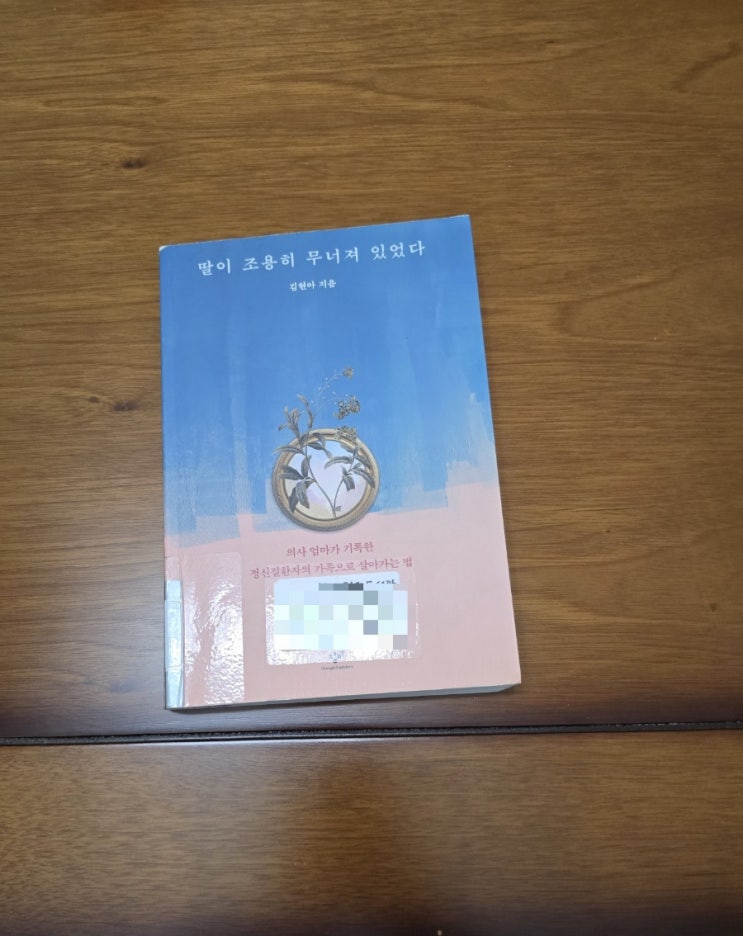 딸이 조용히 무너져 있었다
김현아 지음
의사 엄마가 기록한
정신질환자의 가족으로 살아가는 법